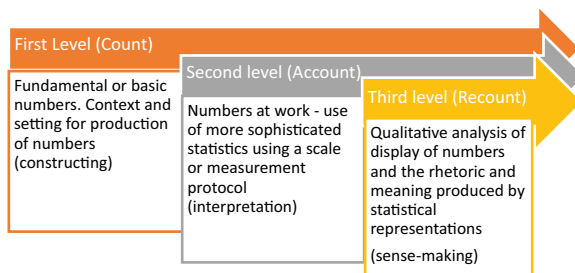 First Level (Count)
Fundamental or basic
numbers. Context and
setting for production
of numbers
(constructing)
Second level (Account)
Numbers at work - use
of more sophisticated
statistics using a scale
or measurement
protocol
(interpretation)
Third level (Recount)
Qualitative analysis of
display of numbers
and the rhetoric and
meaning produced by
statistical
representations
(sense-making)